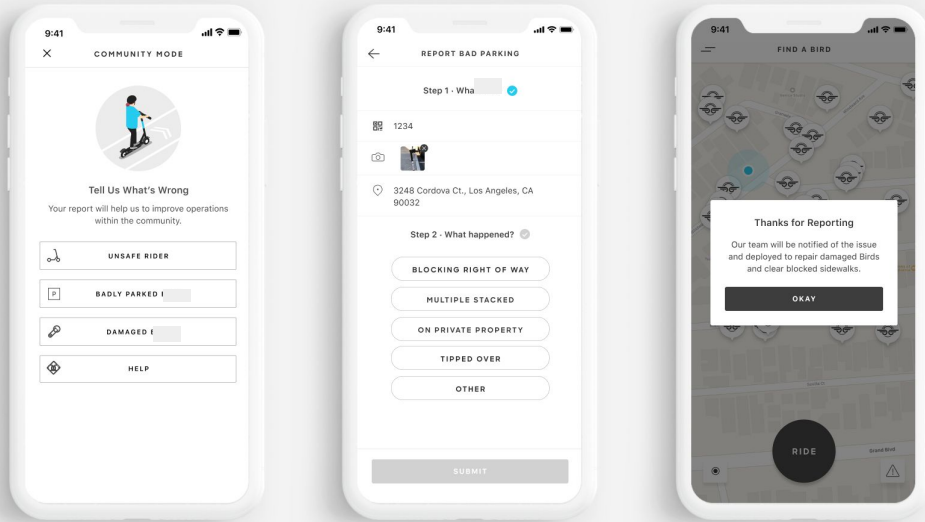 9:41
COMMUNITY MODE
Tell Us What's Wrong
Your report will help us to improve operations
within the community.
UNSAFE RIDER
P
BADLY PARKED
DAMAGED
HELP
9:41
REPORT BAD PARKING
Step 1 · Wha
1234
3248 Cordova Ct., Los Angeles, CA
90032
Step 2 · What happened?
BLOCKING RIGHT OF WAY
MULTIPLE STACKED
ON PRIVATE PROPERTY
TIPPED OVER
OTHER
SUBMIT
9:41
FIND A BIRD
Thanks for Reporting
Our team will be notified of the issue
and deployed to repair damaged Birds
and clear blocked sidewalks.
OKAY
RIDE
Grand Blvd